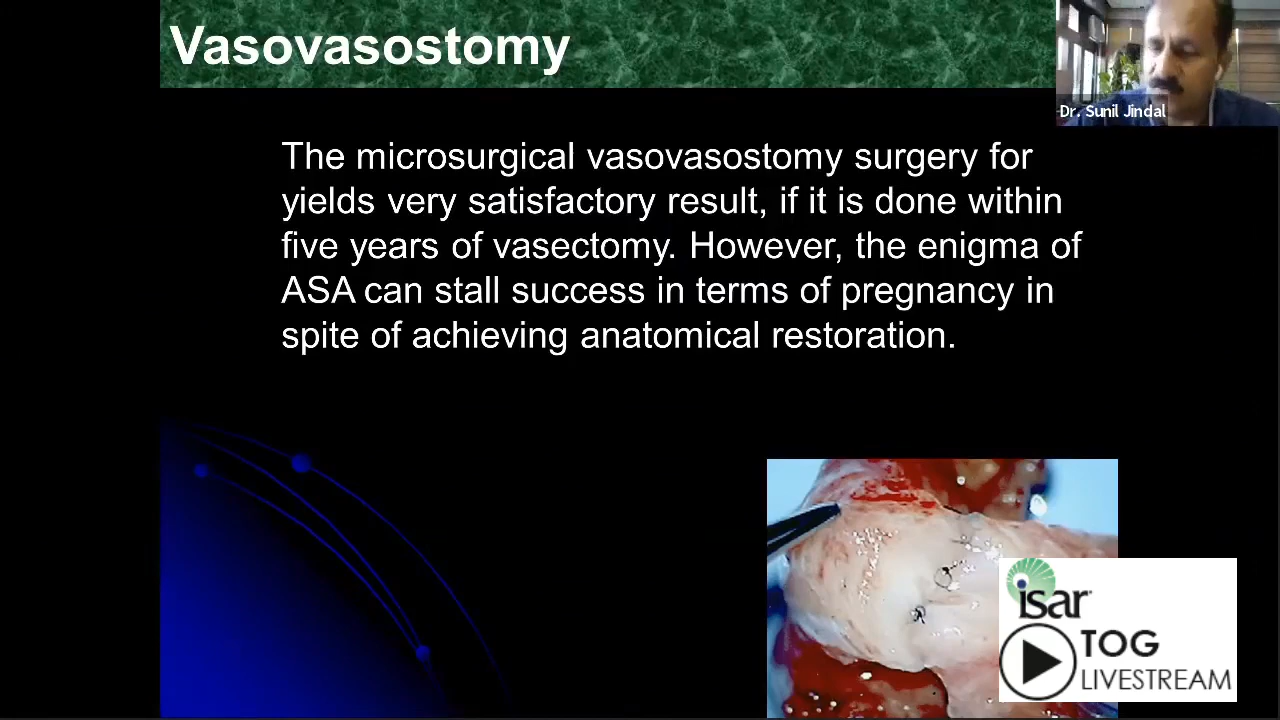 Vasovasostomy
Dr. Sunil Jindal
The microsurgical vasovasostomy surgery for
yields very satisfactory result, if it is done within
five years of vasectomy. However, the enigma of
ASA can stall success in terms of pregnancy in
spite of achieving anatomical restoration.
isar
TOG
LIVESTREAM